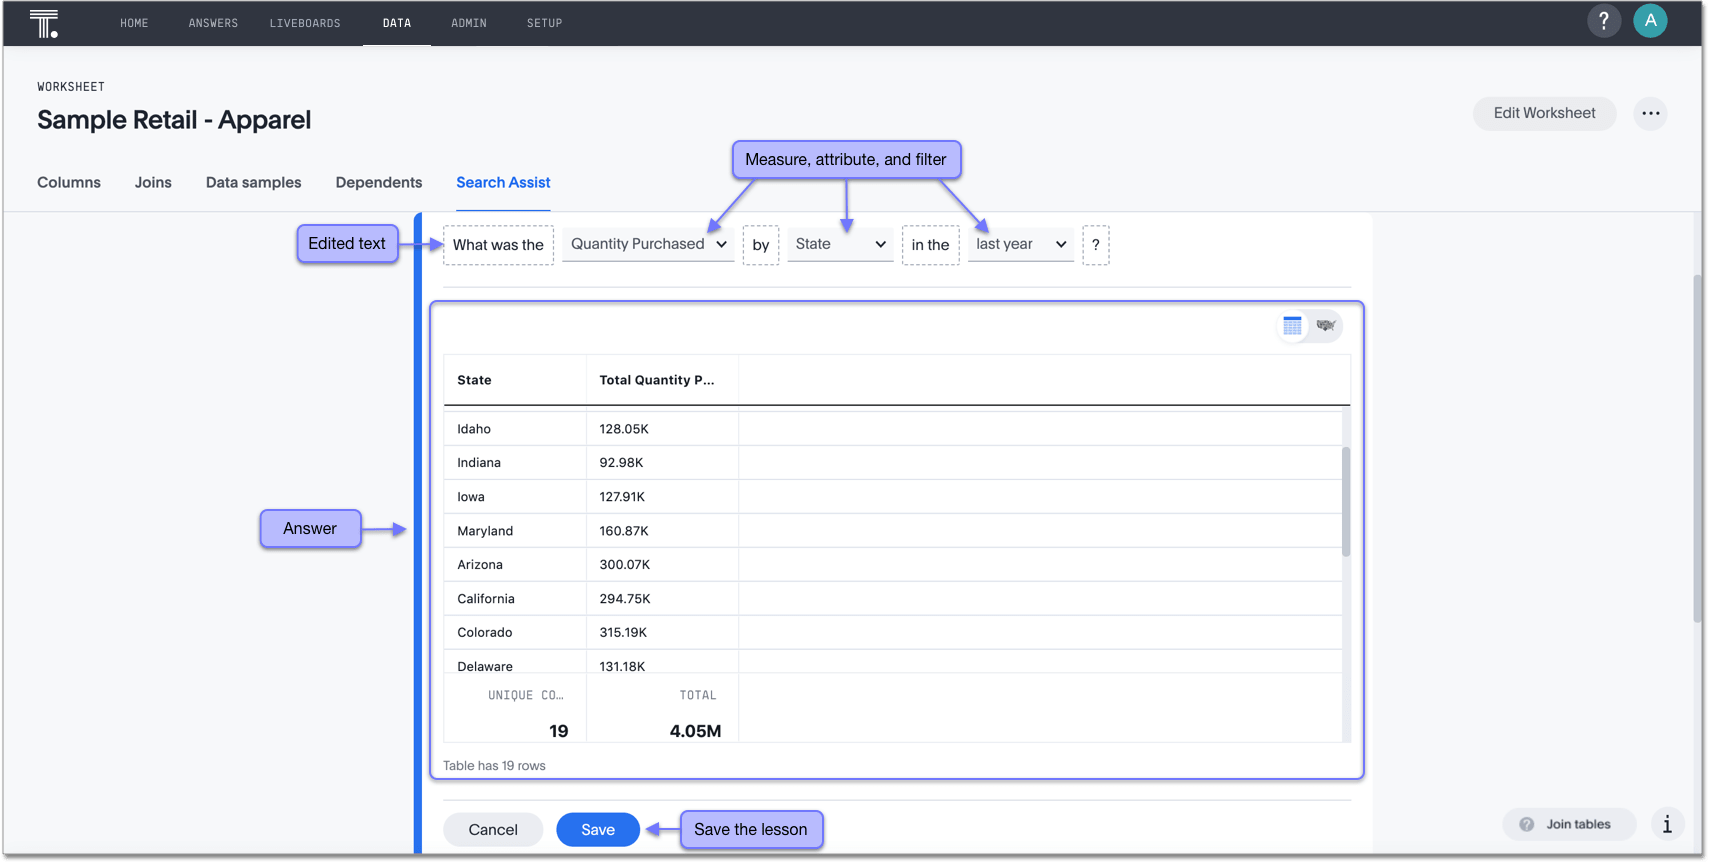 HOME ANSWERS LIVEBOARDS DATA ADMIN SETUP ? A
WORKSHEET
Sample Retail - Apparel
Edit Worksheet ...
Measure, attribute, and filter
Columns Joins Data samples Dependents Search Assist
Edited text What was the Quantity Purchased by State in the last year ?
State Total Quantity P...
Idaho 128.05K
Indiana 92.98K
Iowa 127.91K
Maryland 160.87K
Answer
Arizona 300.07K
California 294.75K
Colorado 315.19K
Delaware 131.18K
UNIQUE CO... TOTAL
19 4.05M
Table has 19 rows
Cancel Save Save the lesson
? Join tables i